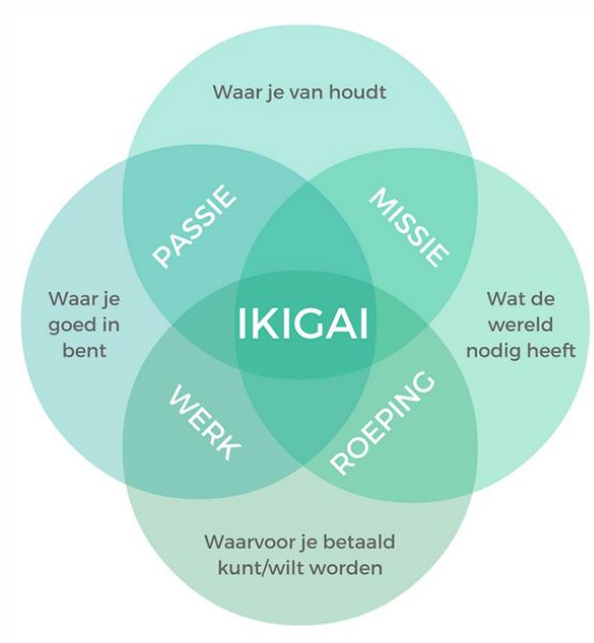 Waar je van houdt
PASSIE
MISSIE
Waar je
goed in
bent
IKIGAI
Wat de
wereld
nodig heeft
WERK
ROEPING
Waarvoor je betaald
kunt/wilt worden